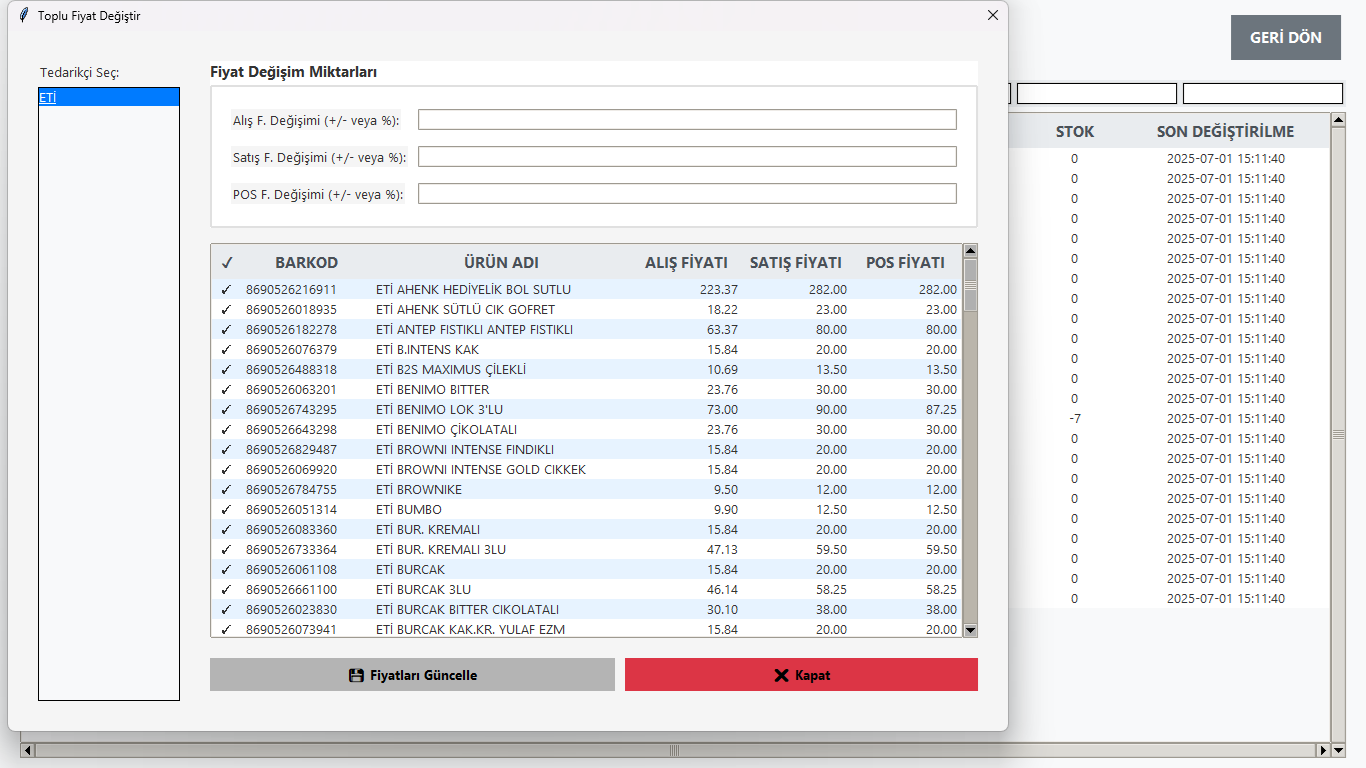 Toplu Fiyat Değiştir
GERİ DÖN
Tedarikçi Seç:
ETİ
Fiyat Değişim Miktarları
Alış F. Değişimi (+/- veya %):
Satış F. Değişimi (+/- veya %):
POS F. Değişimi (+/- veya %):
✓ BARKOD ÜRÜN ADI ALIŞ FİYATI SATIŞ FİYATI POS FİYATI
✓ 8690526216911 ETİ AHENK HEDİYELİK BOL SUTLU 223.37 282.00 282.00
✓ 8690526018935 ETİ AHENK SÜTLÜ CIK GOFRET 18.22 23.00 23.00
✓ 8690526182278 ETİ ANTEP FISTIKLI ANTEP FISTIKLI 63.37 80.00 80.00
✓ 8690526076379 ETİ B.INTENS KAK 15.84 20.00 20.00
✓ 8690526488318 ETİ B2S MAXIMUS ÇİLEKLİ 10.69 13.50 13.50
✓ 8690526063201 ETİ BENIMO BITTER 23.76 30.00 30.00
✓ 8690526743295 ETİ BENIMO LOK 3'LU 73.00 90.00 87.25
✓ 8690526643298 ETİ BENIMO ÇİKOLATALI 23.76 30.00 30.00
✓ 8690526829487 ETİ BROWNI INTENSE FINDIKLI 15.84 20.00 20.00
✓ 8690526069920 ETİ BROWNI INTENSE GOLD CIKKEK 15.84 20.00 20.00
✓ 8690526784755 ETİ BROWNIKE 9.50 12.00 12.00
✓ 8690526051314 ETİ BUMBO 9.90 12.50 12.50
✓ 8690526083360 ETİ BUR. KREMALI 15.84 20.00 20.00
✓ 8690526733364 ETİ BUR. KREMALI 3LU 47.13 59.50 59.50
✓ 8690526061108 ETİ BURCAK 15.84 20.00 20.00
✓ 8690526661100 ETİ BURCAK 3LU 46.14 58.25 58.25
✓ 8690526023830 ETİ BURCAK BITTER CIKOLATALI 30.10 38.00 38.00
✓ 8690526073941 ETİ BURCAK KAK.KR. YULAF EZM 15.84 20.00 20.00
Fiyatları Güncelle
Kapat
STOK SON DEĞİŞTİRİLME
0 2025-07-01 15:11:40
0 2025-07-01 15:11:40
0 2025-07-01 15:11:40
0 2025-07-01 15:11:40
0 2025-07-01 15:11:40
0 2025-07-01 15:11:40
0 2025-07-01 15:11:40
0 2025-07-01 15:11:40
0 2025-07-01 15:11:40
0 2025-07-01 15:11:40
0 2025-07-01 15:11:40
0 2025-07-01 15:11:40
0 2025-07-01 15:11:40
-7 2025-07-01 15:11:40
0 2025-07-01 15:11:40
0 2025-07-01 15:11:40
0 2025-07-01 15:11:40
0 2025-07-01 15:11:40
0 2025-07-01 15:11:40
0 2025-07-01 15:11:40
0 2025-07-01 15:11:40
0 2025-07-01 15:11:40
0 2025-07-01 15:11:40